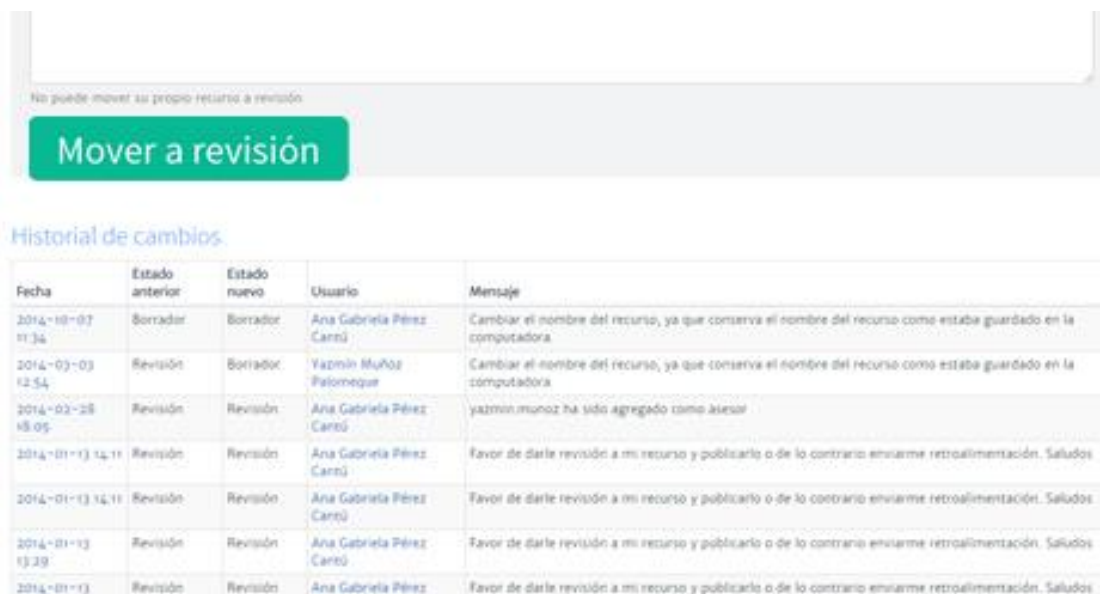 No puede mover su propio recurso a revisión
Mover a revisión
Historial de cambios
Fecha Estado anterior Estado nuevo Usuario Mensaje
2014-10-07 11:34 Borrador Borrador Ana Gabriela Pérez Cantú Cambiar el nombre del recurso, ya que conserva el nombre del recurso como estaba guardado en la computadora
2014-03-03 12:54 Revisión Borrador Yazmin Muñoz Palomeque Cambiar el nombre del recurso, ya que conserva el nombre del recurso como estaba guardado en la computadora
2014-02-28 18:05 Revisión Revisión Ana Gabriela Pérez Cantú yazmin.munoz ha sido agregado como asesor
2014-01-13 14:11 Revisión Revisión Ana Gabriela Pérez Cantú Favor de darle revisión a mi recurso y publicarlo o de lo contrario enviarme retroalimentación. Saludos
2014-01-13 14:11 Revisión Revisión Ana Gabriela Pérez Cantú Favor de darle revisión a mi recurso y publicarlo o de lo contrario enviarme retroalimentación. Saludos
2014-01-13 13:29 Revisión Revisión Ana Gabriela Pérez Cantú Favor de darle revisión a mi recurso y publicarlo o de lo contrario enviarme retroalimentación. Saludos
2014-01-13 Revisión Revisión Ana Gabriela Pérez Favor de darle revisión a mi recurso y publicarlo o de lo contrario enviarme retroalimentación. Saludos